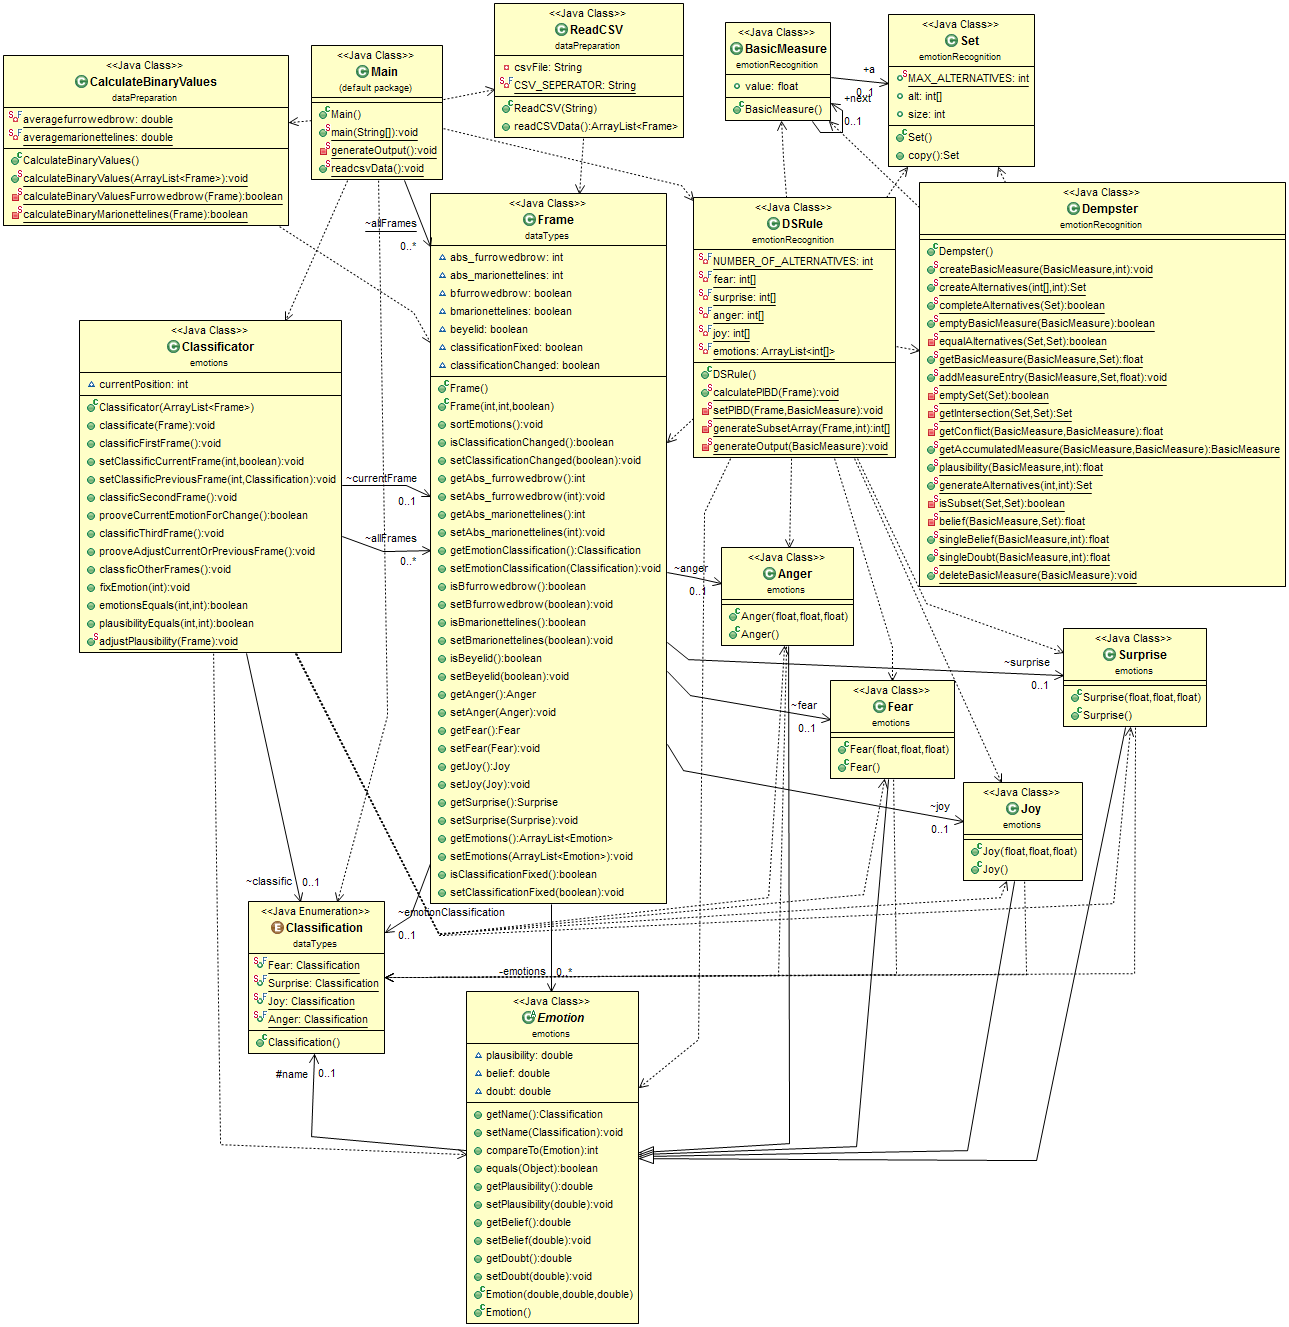 <<Java Class>>
CalculateBinaryValues
dataPreparation
averagefurrowedbrow: double
averagemarionettelines: double
CalculateBinaryValues()
calculateBinaryValues(ArrayList<Frame>):void
calculateBinaryValuesFurrowedbrow(Frame):boolean
calculateBinaryMarionettelines(Frame):boolean
<<Java Class>>
Main
(default package)
Main()
main(String[]):void
generateOutput():void
readcsvData():void
<<Java Class>>
ReadCSV
dataPreparation
csvFile: String
CSV_SEPERATOR: String
ReadCSV(String)
readCSVData():ArrayList<Frame>
<<Java Class>>
BasicMeasure
emotionRecognition
value: float
BasicMeasure()
+a
0..1
+next
0..1
<<Java Class>>
Set
emotionRecognition
MAX_ALTERNATIVES: int
alt: int[]
size: int
Set()
copy():Set
<<Java Class>>
Dempster
emotionRecognition
Dempster()
createBasicMeasure(BasicMeasure,int):void
createAlternatives(int[],int):Set
completeAlternatives(Set):boolean
emptyBasicMeasure(BasicMeasure):boolean
equalAlternatives(Set,Set):boolean
getBasicMeasure(BasicMeasure,Set):float
addMeasureEntry(BasicMeasure,Set,float):void
emptySet(Set):boolean
getIntersection(Set,Set):Set
getConflict(BasicMeasure,BasicMeasure):float
getAccumulatedMeasure(BasicMeasure,BasicMeasure):BasicMeasure
plausibility(BasicMeasure,int):float
generateAlternatives(int,int):Set
isSubset(Set,Set):boolean
belief(BasicMeasure,Set):float
singleBelief(BasicMeasure,int):float
singleDoubt(BasicMeasure,int):float
deleteBasicMeasure(BasicMeasure):void
<<Java Class>>
DSRule
emotionRecognition
NUMBER_OF_ALTERNATIVES: int
fear: int[]
surprise: int[]
anger: int[]
joy: int[]
emotions: ArrayList<int[]>
DSRule()
calculatePlBD(Frame):void
setPlBD(Frame,BasicMeasure):void
generateSubsetArray(Frame,int):int[]
generateOutput(BasicMeasure):void
~allFrames
0..*
<<Java Class>>
Frame
dataTypes
abs_furrowedbrow: int
abs_marionettelines: int
bfurrowedbrow: boolean
bmarionettelines: boolean
beyelid: boolean
classificationFixed: boolean
classificationChanged: boolean
Frame()
Frame(int,int,boolean)
sortEmotions():void
isClassificationChanged():boolean
setClassificationChanged(boolean):void
getAbs_furrowedbrow():int
setAbs_furrowedbrow(int):void
getAbs_marionettelines():int
setAbs_marionettelines(int):void
getEmotionClassification():Classification
setEmotionClassification(Classification):void
isBfurrowedbrow():boolean
setBfurrowedbrow(boolean):void
isBmarionettelines():boolean
setBmarionettelines(boolean):void
isBeyelid():boolean
setBeyelid(boolean):void
getAnger():Anger
setAnger(Anger):void
getFear():Fear
setFear(Fear):void
getJoy():Joy
setJoy(Joy):void
getSurprise():Surprise
setSurprise(Surprise):void
getEmotions():ArrayList<Emotion>
setEmotions(ArrayList<Emotion>):void
isClassificationFixed():boolean
setClassificationFixed(boolean):void
<<Java Class>>
Classificator
emotions
currentPosition: int
Classificator(ArrayList<Frame>)
classificate(Frame):void
classificFirstFrame():void
setClassificCurrentFrame(int,boolean):void
setClassificPreviousFrame(int,Classification):void
classificSecondFrame():void
prooveCurrentEmotionForChange():boolean
classificThirdFrame():void
prooveAdjustCurrentOrPreviousFrame():void
classficOtherFrames():void
fixEmotion(int):void
emotionsEquals(int,int):boolean
plausibilityEquals(int,int):boolean
adjustPlausibility(Frame):void
~currentFrame
0..1
~allFrames
0..*
~anger
0..1
<<Java Class>>
Anger
emotions
Anger(float,float,float)
Anger()
~surprise
0..1
<<Java Class>>
Surprise
emotions
Surprise(float,float,float)
Surprise()
~fear
0..1
<<Java Class>>
Fear
emotions
Fear(float,float,float)
Fear()
~joy
0..1
<<Java Class>>
Joy
emotions
Joy(float,float,float)
Joy()
~classific
0..1
~emotionClassification
0..1
<<Java Enumeration>>
Classification
dataTypes
Fear: Classification
Surprise: Classification
Joy: Classification
Anger: Classification
Classification()
#name
0..1
-emotions
0..*
<<Java Class>>
Emotion
emotions
plausibility: double
belief: double
doubt: double
getName():Classification
setName(Classification):void
compareTo(Emotion):int
equals(Object):boolean
getPlausibility():double
setPlausibility(double):void
getBelief():double
setBelief(double):void
getDoubt():double
setDoubt(double):void
Emotion(double,double,double)
Emotion()